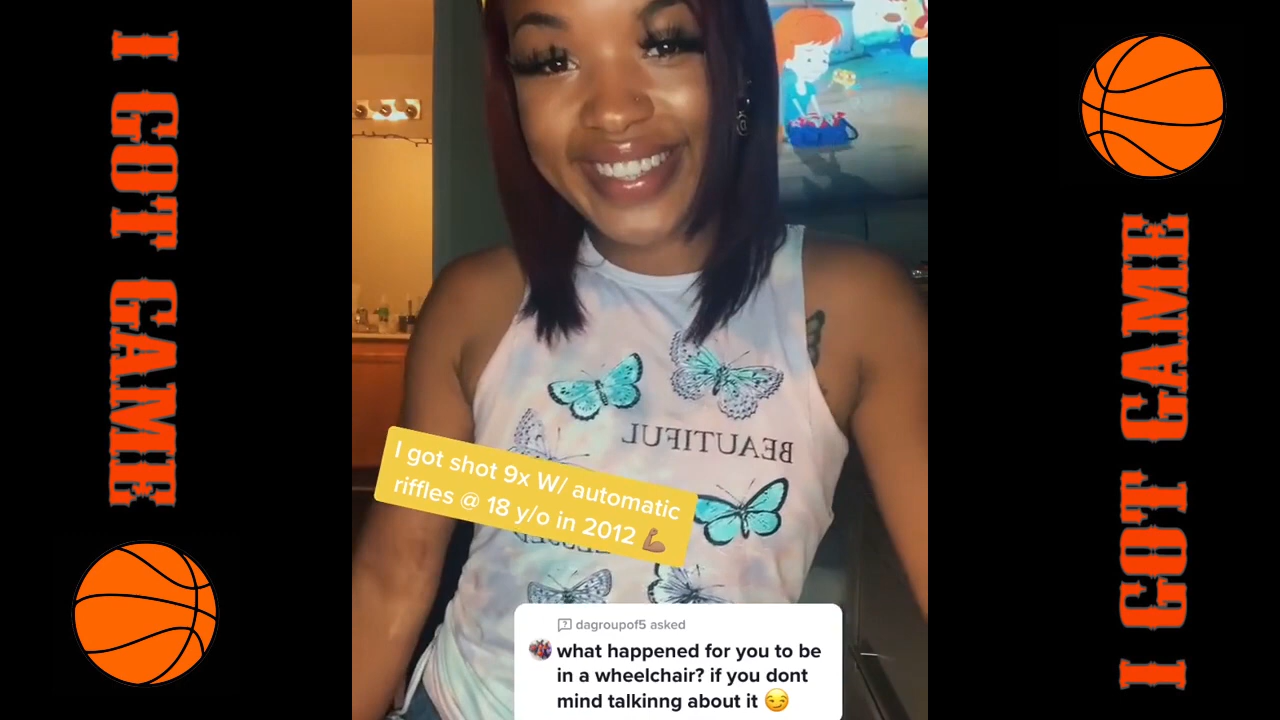 I GOT GAME
BEAUTIFUL
I got shot 9x W/ automatic
riffles @ 18 y/o in 2012 💪🏽
dagroupof5 asked
what happened for you to be
in a wheelchair? if you dont
mind talkinng about it 😏
I GOT GAME